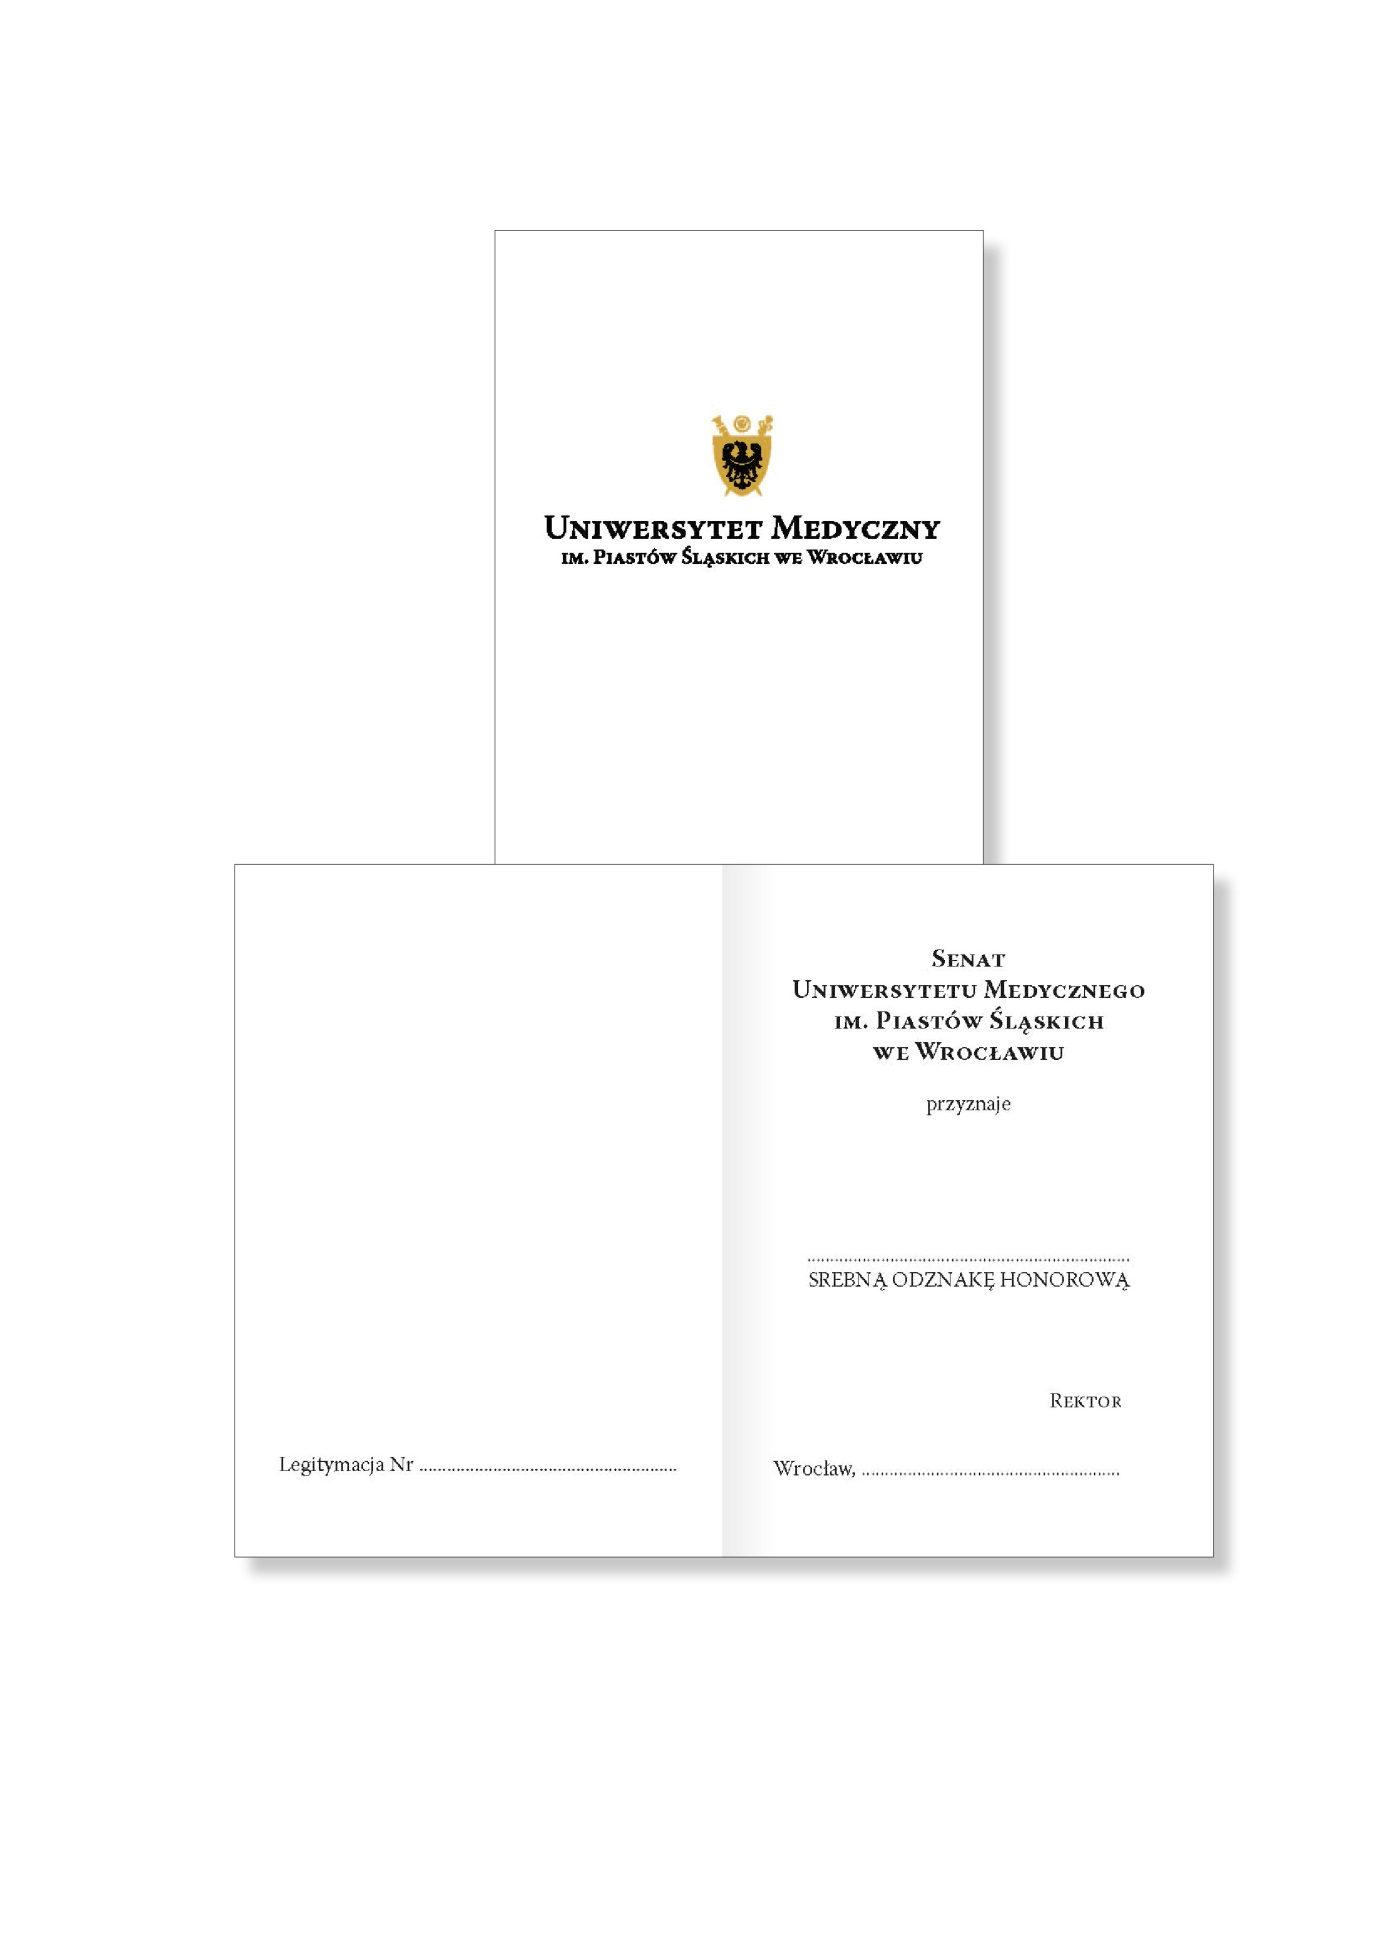 Uniwersytet Medyczny
im. Piastów Śląskich we Wrocławiu
Senat
Uniwersytetu Medycznego
im. Piastów Śląskich
we Wrocławiu
przyznaje
................................................................
SREBNĄ ODZNAKĘ HONOROWĄ
Rektor
Legitymacja Nr ........................................................
Wrocław, ........................................................